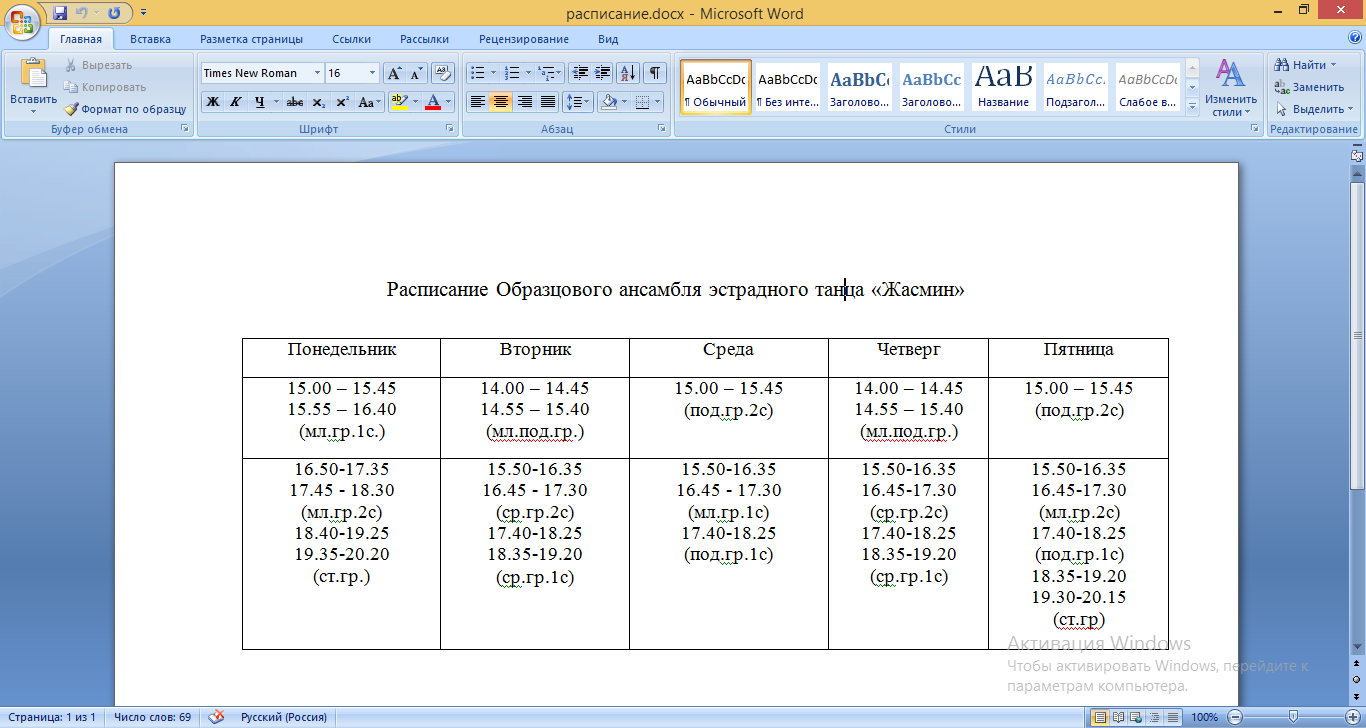 расписание.docx - Microsoft Word
Главная Вставка Разметка страницы Ссылки Рассылки Рецензирование Вид
Вставить
Вырезать
Копировать
Формат по образцу
Буфер обмена
Times New Roman 16
Ж К Ч abc x₂ x² Aa
Шрифт
Абзац
AaBbCcDc AaBbCcDc AaBbCc AaBbCc AaB AaBbCc. AaBbCcDc
¶ Обычный ¶ Без инте... Заголово... Заголово... Название Подзагол... Слабое в...
Изменить
стили
Стили
Найти
Заменить
Выделить
Редактирование
Расписание Образцового ансамбля эстрадного танца «Жасмин»
Понедельник Вторник Среда Четверг Пятница
15.00 – 15.45 14.00 – 14.45 15.00 – 15.45 14.00 – 14.45 15.00 – 15.45
15.55 – 16.40 14.55 – 15.40 (под.гр.2с) 14.55 – 15.40 (под.гр.2с)
(мл.гр.1с.) (мл.под.гр.) (мл.под.гр.)
16.50-17.35 15.50-16.35 15.50-16.35 15.50-16.35 15.50-16.35
17.45 - 18.30 16.45 - 17.30 16.45 - 17.30 16.45-17.30 16.45-17.30
(мл.гр.2с) (ср.гр.2с) (мл.гр.1с) (ср.гр.2с) (мл.гр.2с)
18.40-19.25 17.40-18.25 17.40-18.25 17.40-18.25 17.40-18.25
19.35-20.20 18.35-19.20 (под.гр.1с) 18.35-19.20 (под.гр.1с)
(ст.гр.) (ср.гр.1с) (ср.гр.1с) 18.35-19.20
19.30-20.15
(ст.гр)
Активация Windows
Чтобы активировать Windows, перейдите к
параметрам компьютера.
Страница: 1 из 1 Число слов: 69 Русский (Россия) 100%